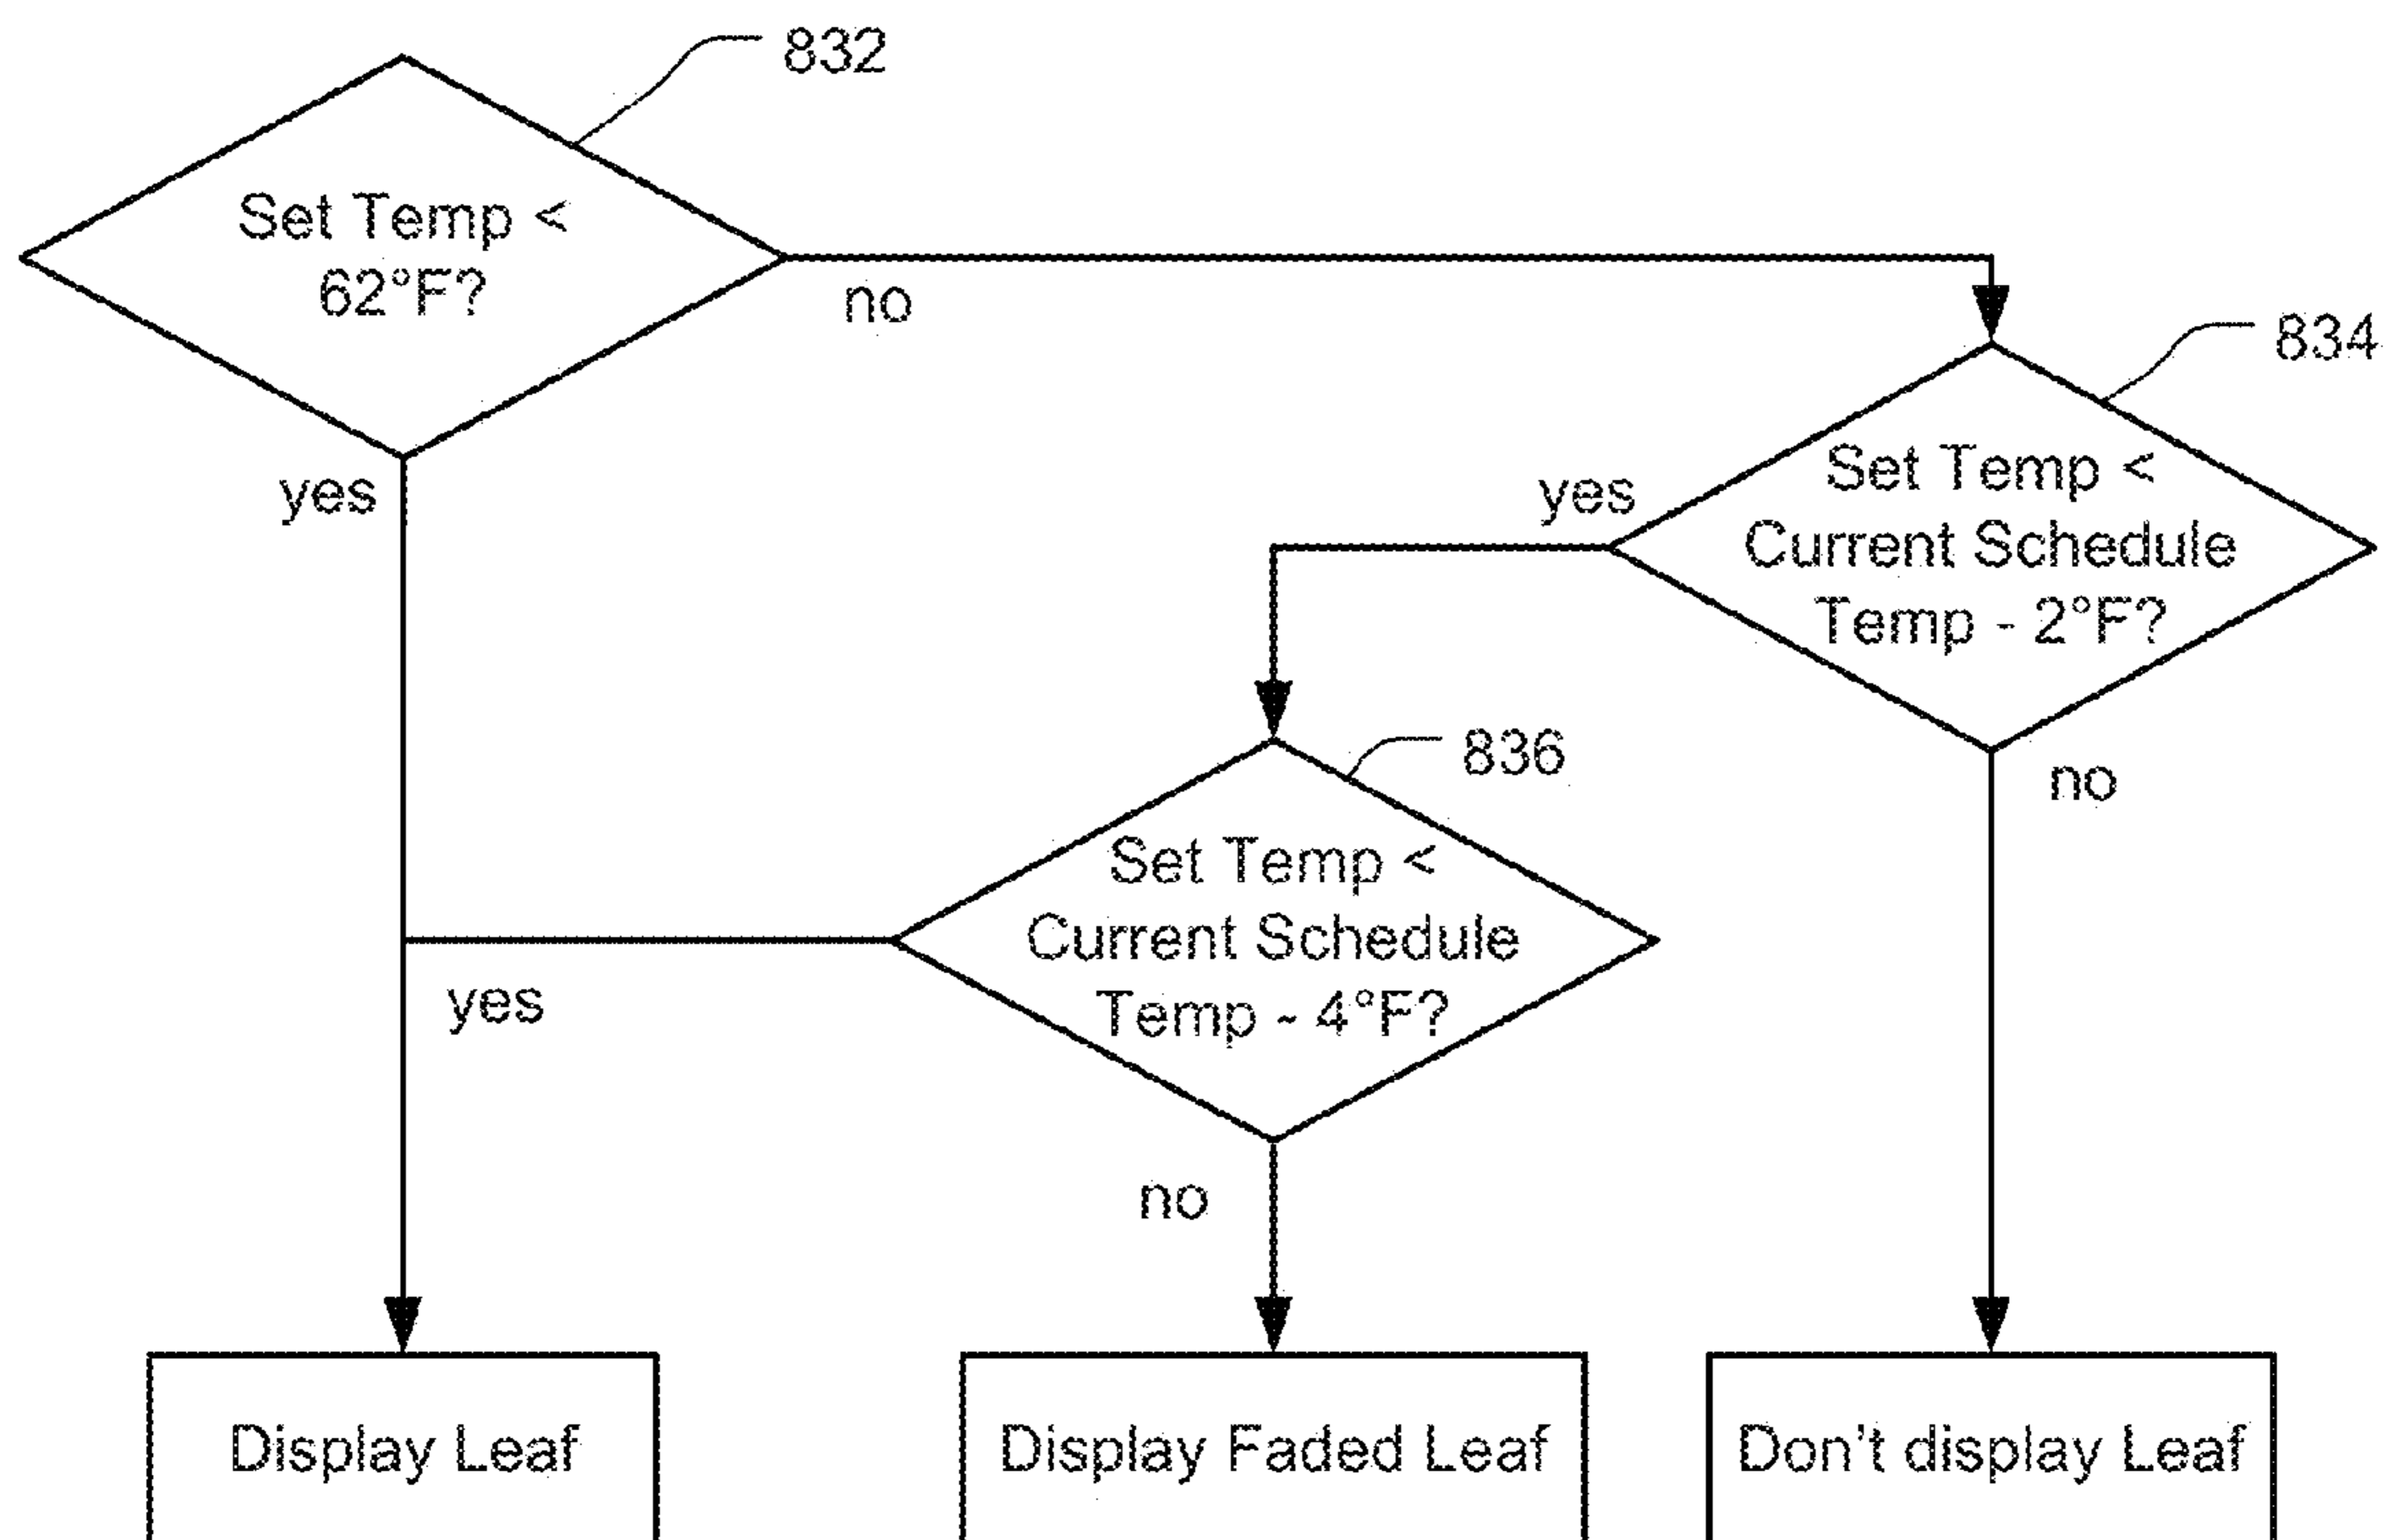 832
Set Temp <
62°F?
no
yes
834
Set Temp <
Current Schedule
Temp - 2°F?
yes
no
836
Set Temp <
Current Schedule
Temp - 4°F?
yes
no
Display Leaf
Display Faded Leaf
Don't display Leaf